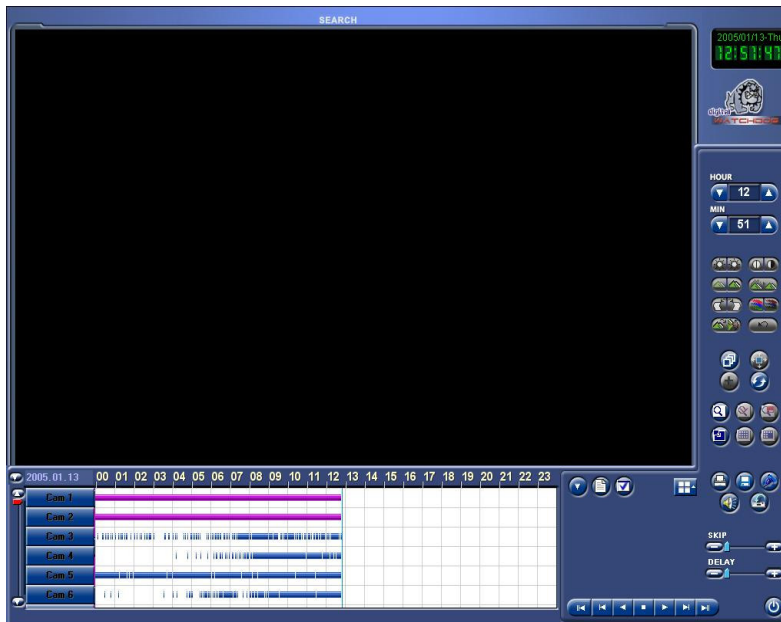 SEARCH
2005/01/13-Thu
12:51:47
digital
WATCHDOG
HOUR
12
MIN
51
2005.01.13 00 01 02 03 04 05 06 07 08 09 10 11 12 13 14 15 16 17 18 19 20 21 22 23
Cam.1
Cam.2
Cam.3
Cam.4
Cam.5
Cam.6
SKIP
DELAY